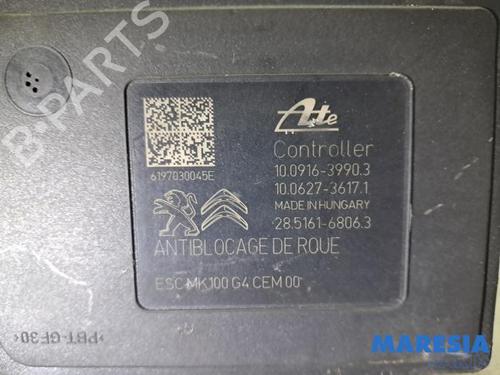 B-PARTS
Ate
Controller
10.0916-3990.3
10.0627-3617.1
MADE IN HUNGARY
28.5161-6806.3
6197030045E
ANTIBLOCAGE DE ROUE
ESC MK100 G4 CEM 00
>PBT-GF30<
MARESIA